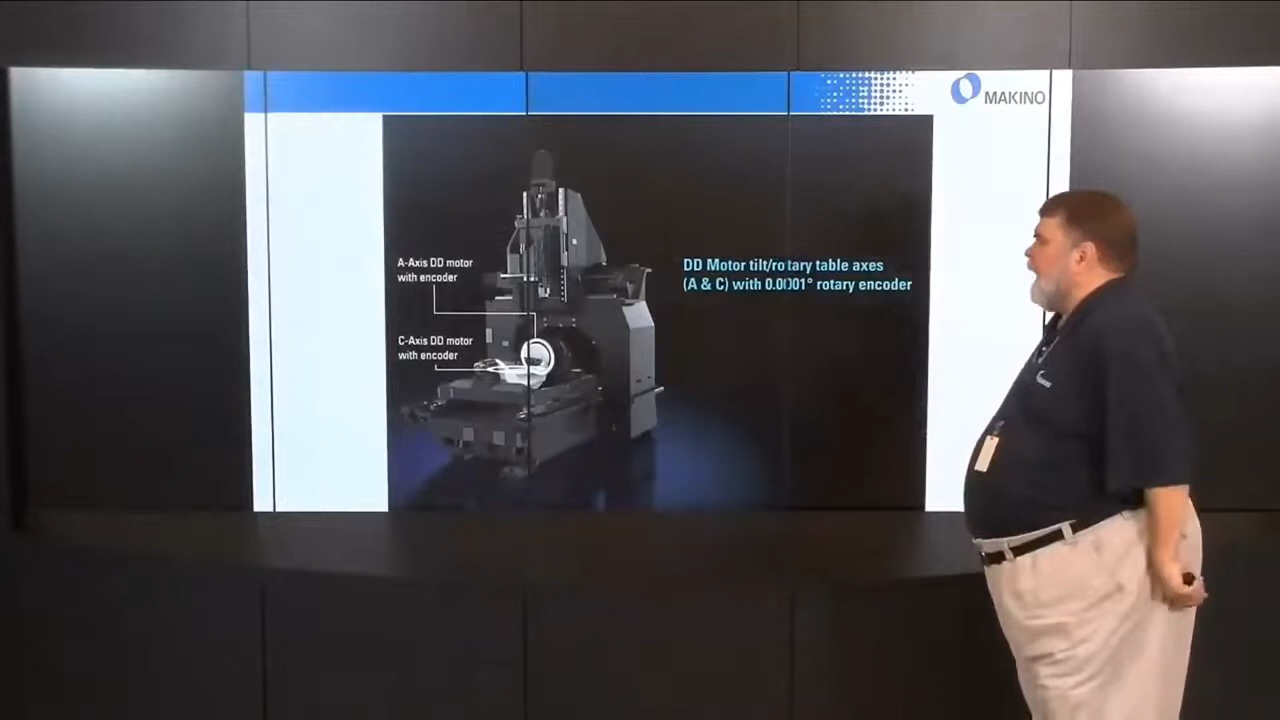 MAKINO
A-Axis DD motor
with encoder
DD Motor tilt/rotary table axes
(A & C) with 0.0001° rotary encoder
C-Axis DD motor
with encoder